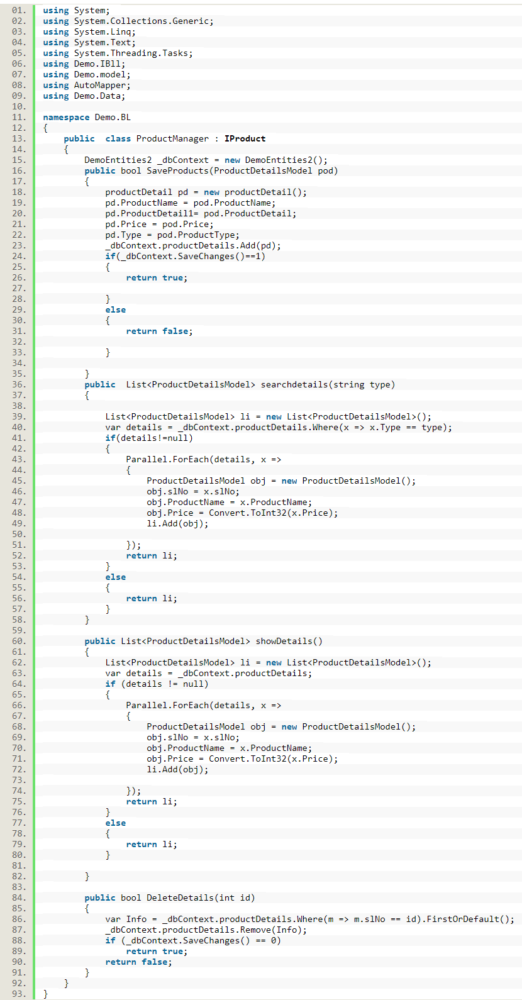 01. using System;
02. using System.Collections.Generic;
03. using System.Linq;
04. using System.Text;
05. using System.Threading.Tasks;
06. using Demo.IBll;
07. using Demo.model;
08. using AutoMapper;
09. using Demo.Data;
10.
11. namespace Demo.BL
12. {
13.     public  class ProductManager : IProduct
14.     {
15.         DemoEntities2 _dbContext = new DemoEntities2();
16.         public bool SaveProducts(ProductDetailsModel pod)
17.         {
18.             productDetail pd = new productDetail();
19.             pd.ProductName = pod.ProductName;
20.             pd.ProductDetail1= pod.ProductDetail;
21.             pd.Price = pod.Price;
22.             pd.Type = pod.ProductType;
23.             _dbContext.productDetails.Add(pd);
24.             if(_dbContext.SaveChanges()==1)
25.             {
26.                 return true;
27.
28.             }
29.             else
30.             {
31.                 return false;
32.
33.             }
34.
35.         }
36.         public  List<ProductDetailsModel> searchdetails(string type)
37.         {
38.
39.             List<ProductDetailsModel> li = new List<ProductDetailsModel>();
40.             var details = _dbContext.productDetails.Where(x => x.Type == type);
41.             if(details!=null)
42.             {
43.                 Parallel.ForEach(details, x =>
44.                 {
45.                     ProductDetailsModel obj = new ProductDetailsModel();
46.                     obj.slNo = x.slNo;
47.                     obj.ProductName = x.ProductName;
48.                     obj.Price = Convert.ToInt32(x.Price);
49.                     li.Add(obj);
50.
51.                 });
52.                 return li;
53.             }
54.             else
55.             {
56.                 return li;
57.             }
58.         }
59.
60.         public List<ProductDetailsModel> showDetails()
61.         {
62.             List<ProductDetailsModel> li = new List<ProductDetailsModel>();
63.             var details = _dbContext.productDetails;
64.             if (details != null)
65.             {
66.                 Parallel.ForEach(details, x =>
67.                 {
68.                     ProductDetailsModel obj = new ProductDetailsModel();
69.                     obj.slNo = x.slNo;
70.                     obj.ProductName = x.ProductName;
71.                     obj.Price = Convert.ToInt32(x.Price);
72.                     li.Add(obj);
73.
74.                 });
75.                 return li;
76.             }
77.             else
78.             {
79.                 return li;
80.             }
81.
82.         }
83.
84.         public bool DeleteDetails(int id)
85.         {
86.             var Info = _dbContext.productDetails.Where(m => m.slNo == id).FirstOrDefault();
87.             _dbContext.productDetails.Remove(Info);
88.             if (_dbContext.SaveChanges() == 0)
89.                 return true;
90.             return false;
91.         }
92.     }
93. }